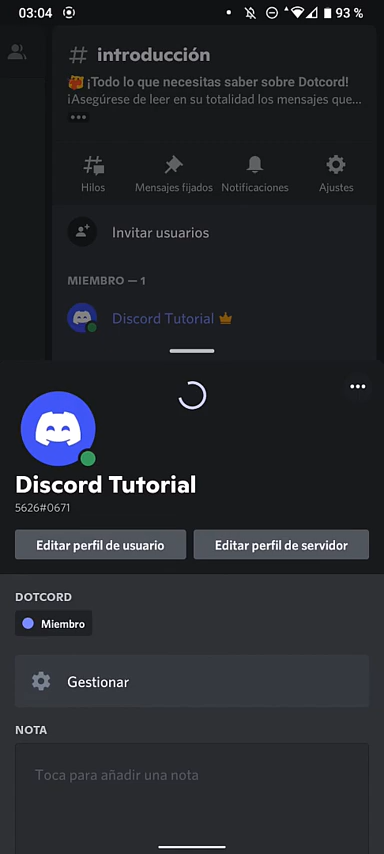 03:04
93 %
introducción
¡Todo lo que necesitas saber sobre Dotcord!
¡Asegúrese de leer en su totalidad los mensajes que...
Hilos
Mensajes fijados
Notificaciones
Ajustes
Invitar usuarios
MIEMBRO — 1
Discord Tutorial
Discord Tutorial
5626#0671
Editar perfil de usuario
Editar perfil de servidor
DOTCORD
Miembro
Gestionar
NOTA
Toca para añadir una nota